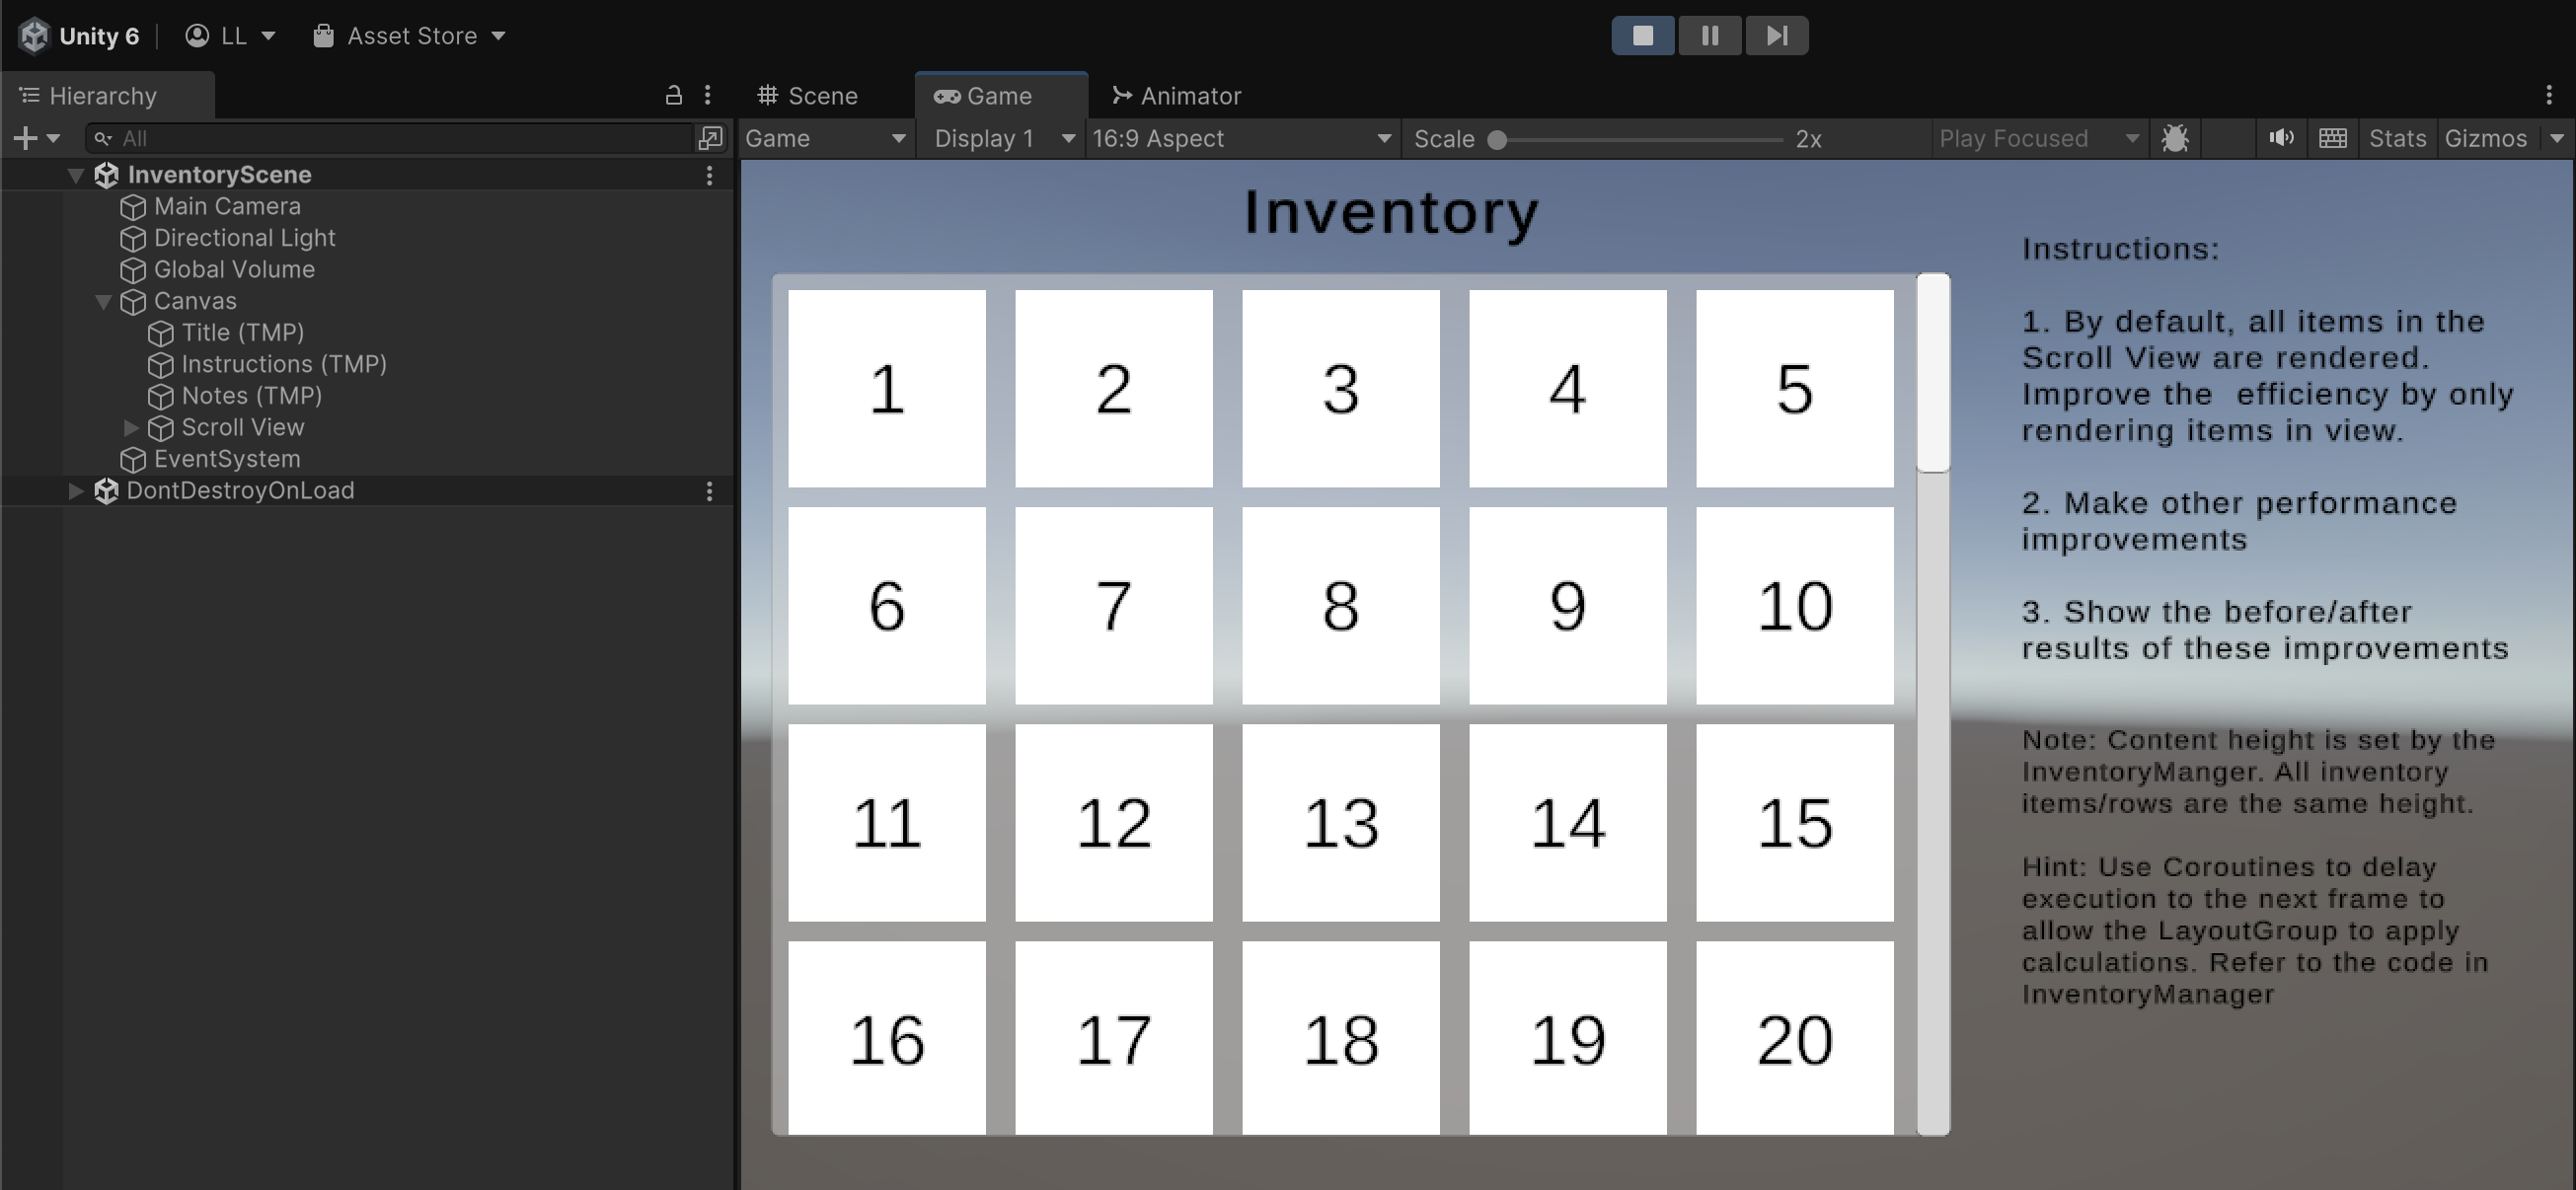 Unity 6 LL Asset Store
Hierarchy
Scene Game Animator
All
Game Display 1 16:9 Aspect Scale 2x Play Focused Stats Gizmos
InventoryScene
Main Camera
Directional Light
Global Volume
Canvas
Title (TMP)
Instructions (TMP)
Notes (TMP)
Scroll View
EventSystem
DontDestroyOnLoad
Inventory
1 2 3 4 5
6 7 8 9 10
11 12 13 14 15
16 17 18 19 20
Instructions:
1. By default, all items in the
Scroll View are rendered.
Improve the  efficiency by only
rendering items in view.
2. Make other performance
improvements
3. Show the before/after
results of these improvements
Note: Content height is set by the
InventoryManger. All inventory
items/rows are the same height.
Hint: Use Coroutines to delay
execution to the next frame to
allow the LayoutGroup to apply
calculations. Refer to the code in
InventoryManager